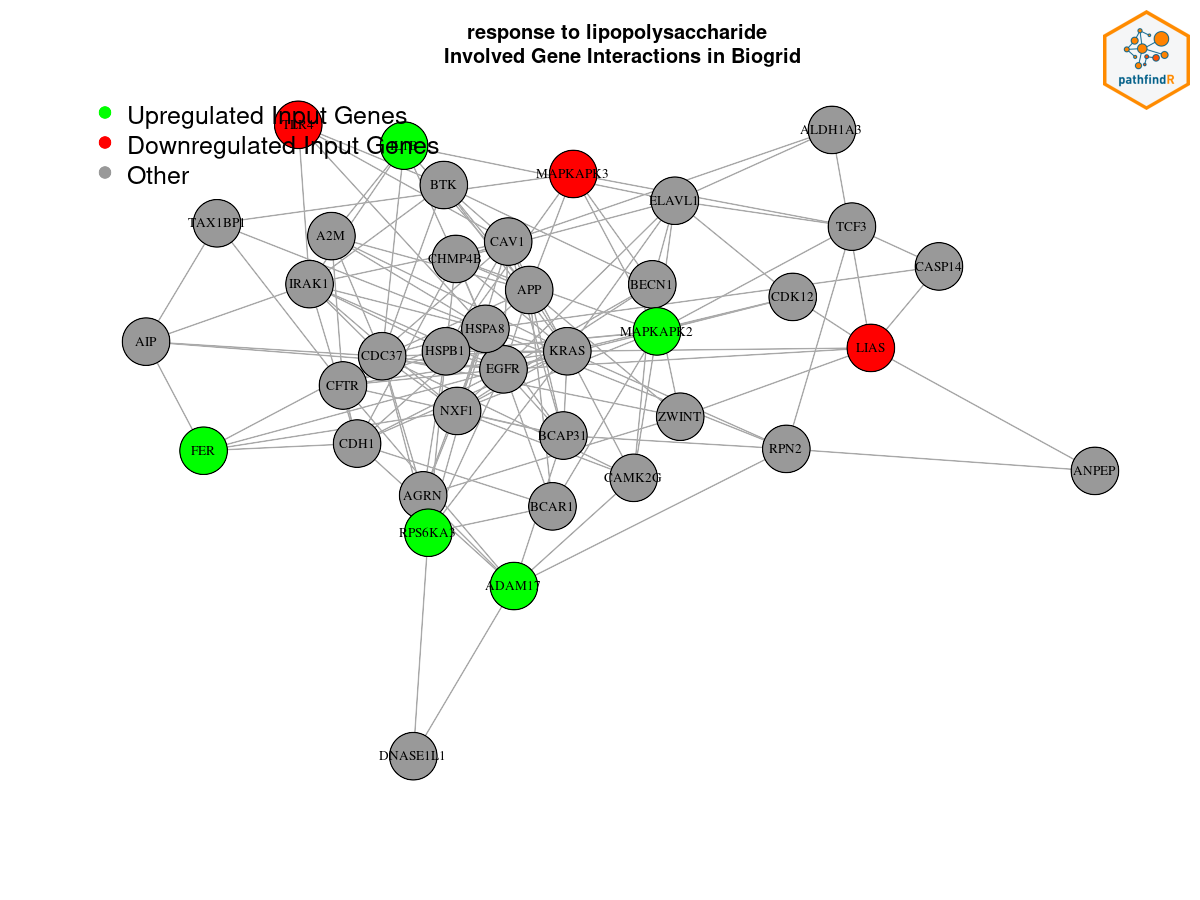 response to lipopolysaccharide
Involved Gene Interactions in Biogrid
pathfindR
Upregulated Input Genes
Downregulated Input Genes
Other
TLR4
MAPKAPK3
ALDH1A3
BTK
ELAVL1
TAX1BP1
A2M
CAV1
TCF3
CHMP4B
CASP14
IRAK1
APP
BECN1
CDK12
HSPA8
MAPKAPK2
AIP
CDC37
HSPB1
KRAS
LIAS
EGFR
CFTR
NXF1
ZWINT
BCAP31
CDH1
FER
RPN2
ANPEP
CAMK2G
AGRN
BCAR1
RPS6KA3
ADAM17
DNASE1L1